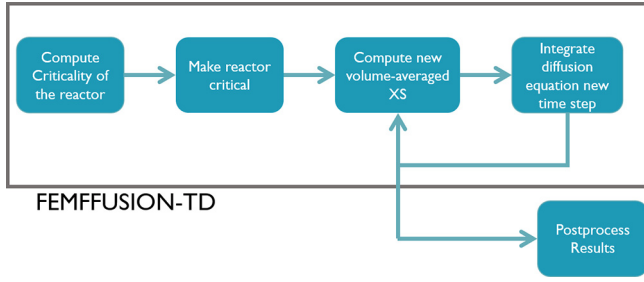 Compute
Criticality of
the reactor
Make reactor
critical
Compute new
volume-averaged
XS
Integrate
diffusion
equation new
time step
FEMFFUSION-TD
Postprocess
Results